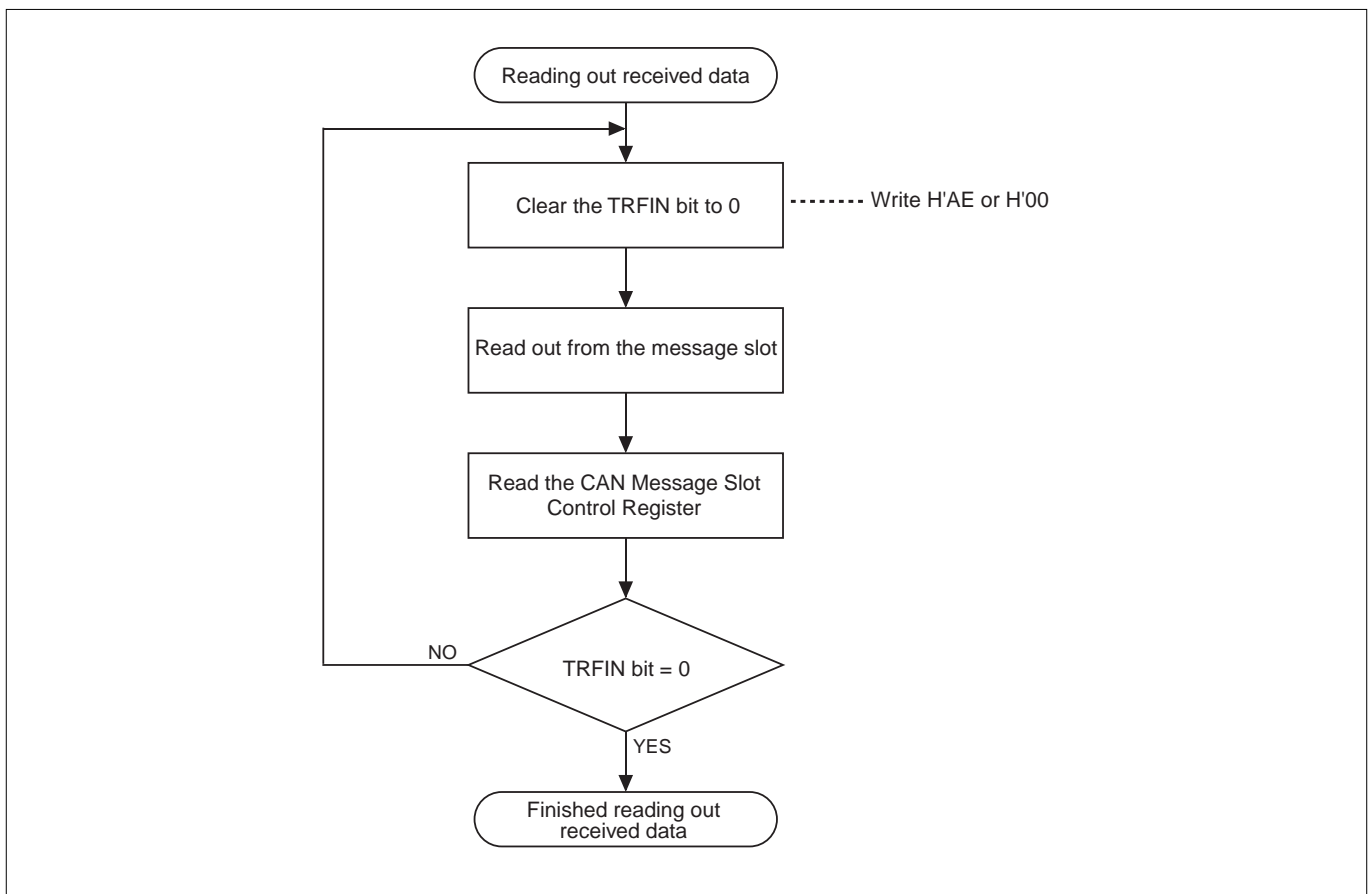 Reading out received data
Clear the TRFIN bit to 0
Write H'AE or H'00
Read out from the message slot
Read the CAN Message Slot
Control Register
NO
TRFIN bit = 0
YES
Finished reading out
received data